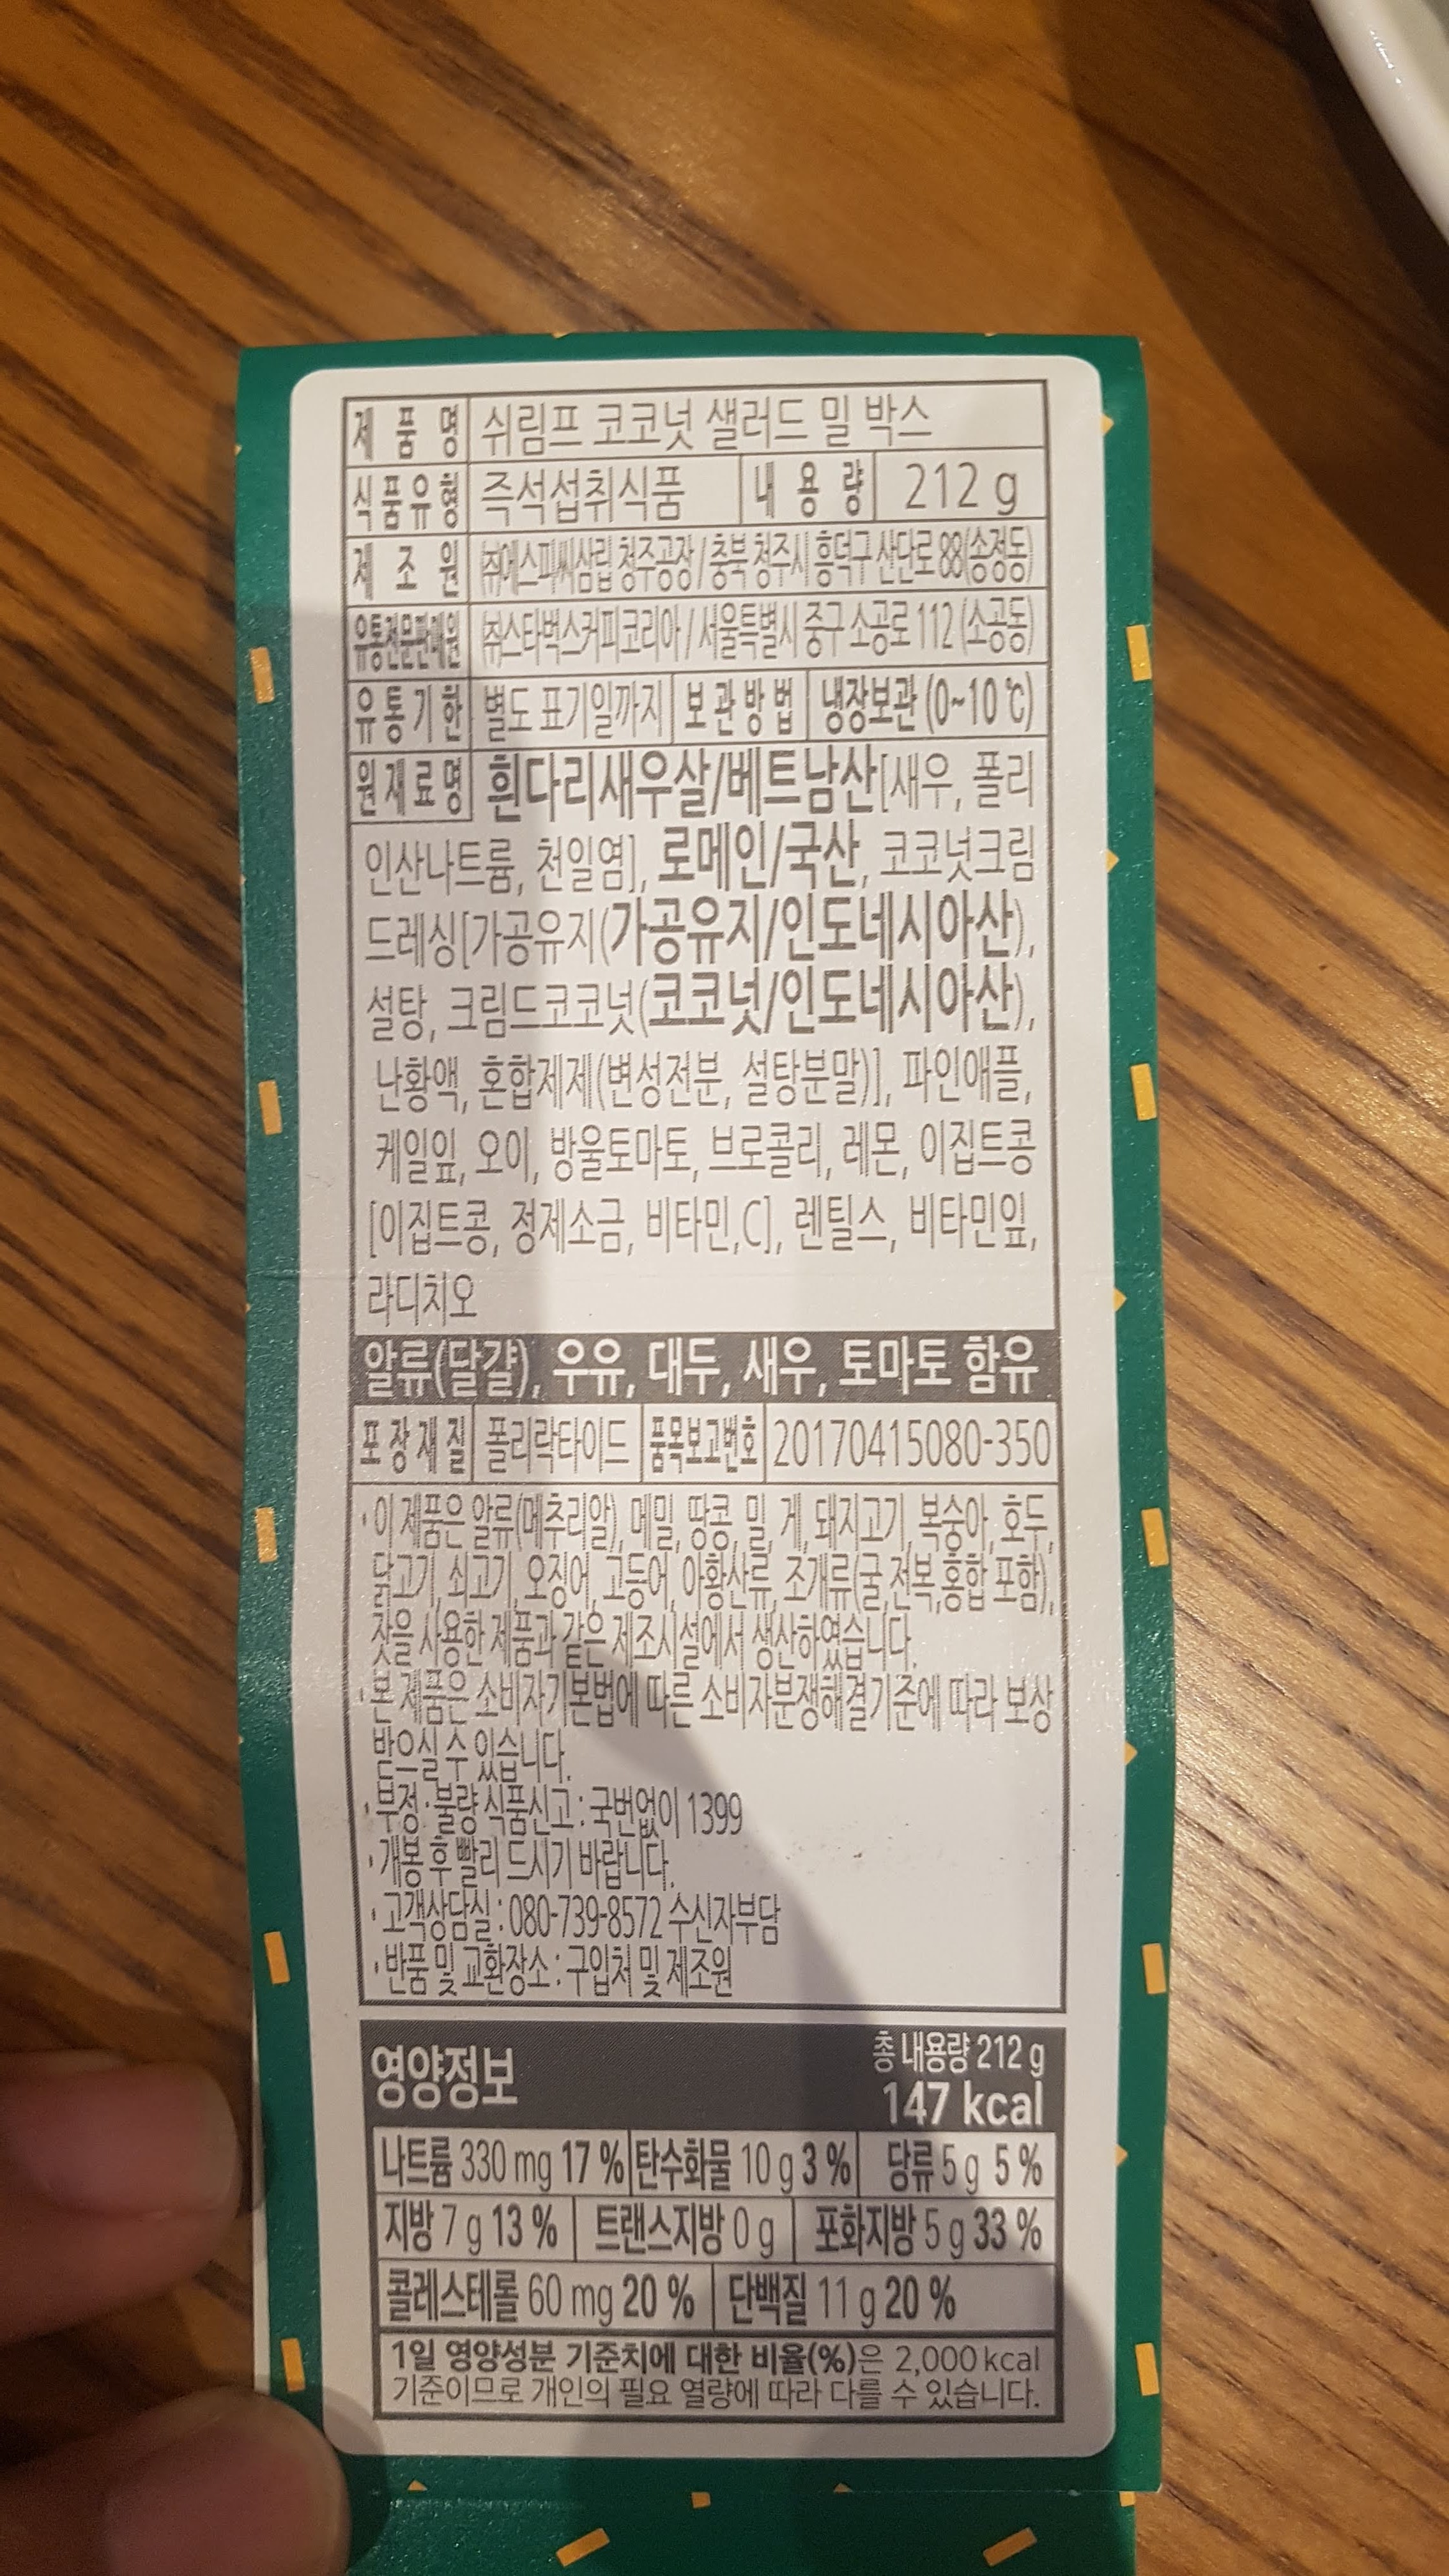 제 품 명 쉬림프 코코넛 샐러드 밀 박스
식품유형 즉석섭취식품 내 용 량 212 g
제 조 원 ㈜에스피씨삼립 청주공장 / 충북 청주시 흥덕구 산단로 88(송정동)
유통전문판매원 ㈜스타벅스커피코리아 / 서울특별시 중구 소공로 112 (소공동)
유통기한 별도 표기일까지 보관방법 냉장보관 (0~10 ℃)
원재료명 흰다리새우살/베트남산[새우, 폴리
인산나트륨, 천일염], 로메인/국산, 코코넛크림
드레싱[가공유지(가공유지/인도네시아산),
설탕, 크림드코코넛(코코넛/인도네시아산),
난황액, 혼합제제(변성전분, 설탕분말)], 파인애플,
케일잎, 오이, 방울토마토, 브로콜리, 레몬, 이집트콩
[이집트콩, 정제소금, 비타민,C], 렌틸스, 비타민잎,
라디치오
알류(달걀), 우유, 대두, 새우, 토마토 함유
포장재질 폴리락타이드 품목보고번호 20170415080-350
·이 제품은 알류(메추리알), 메밀, 땅콩, 밀, 게, 돼지고기, 복숭아, 호두,
닭고기, 쇠고기, 오징어, 고등어, 아황산류, 조개류(굴,전복,홍합 포함),
잣을 사용한 제품과 같은 제조시설에서 생산하였습니다.
·본 제품은 소비자기본법에 따른 소비자분쟁해결기준에 따라 보상
받으실 수 있습니다.
·부정·불량 식품신고 : 국번없이 1399
·개봉 후 빨리 드시기 바랍니다.
·고객상담실 : 080-739-8572 수신자부담
·반품 및 교환장소 : 구입처 및 제조원
영양정보 총 내용량 212 g
147 kcal
나트륨 330 mg 17 % 탄수화물 10 g 3 % 당류 5 g 5 %
지방 7 g 13 % 트랜스지방 0 g 포화지방 5 g 33 %
콜레스테롤 60 mg 20 % 단백질 11 g 20 %
1일 영양성분 기준치에 대한 비율(%)은 2,000 kcal
기준이므로 개인의 필요 열량에 따라 다를 수 있습니다.